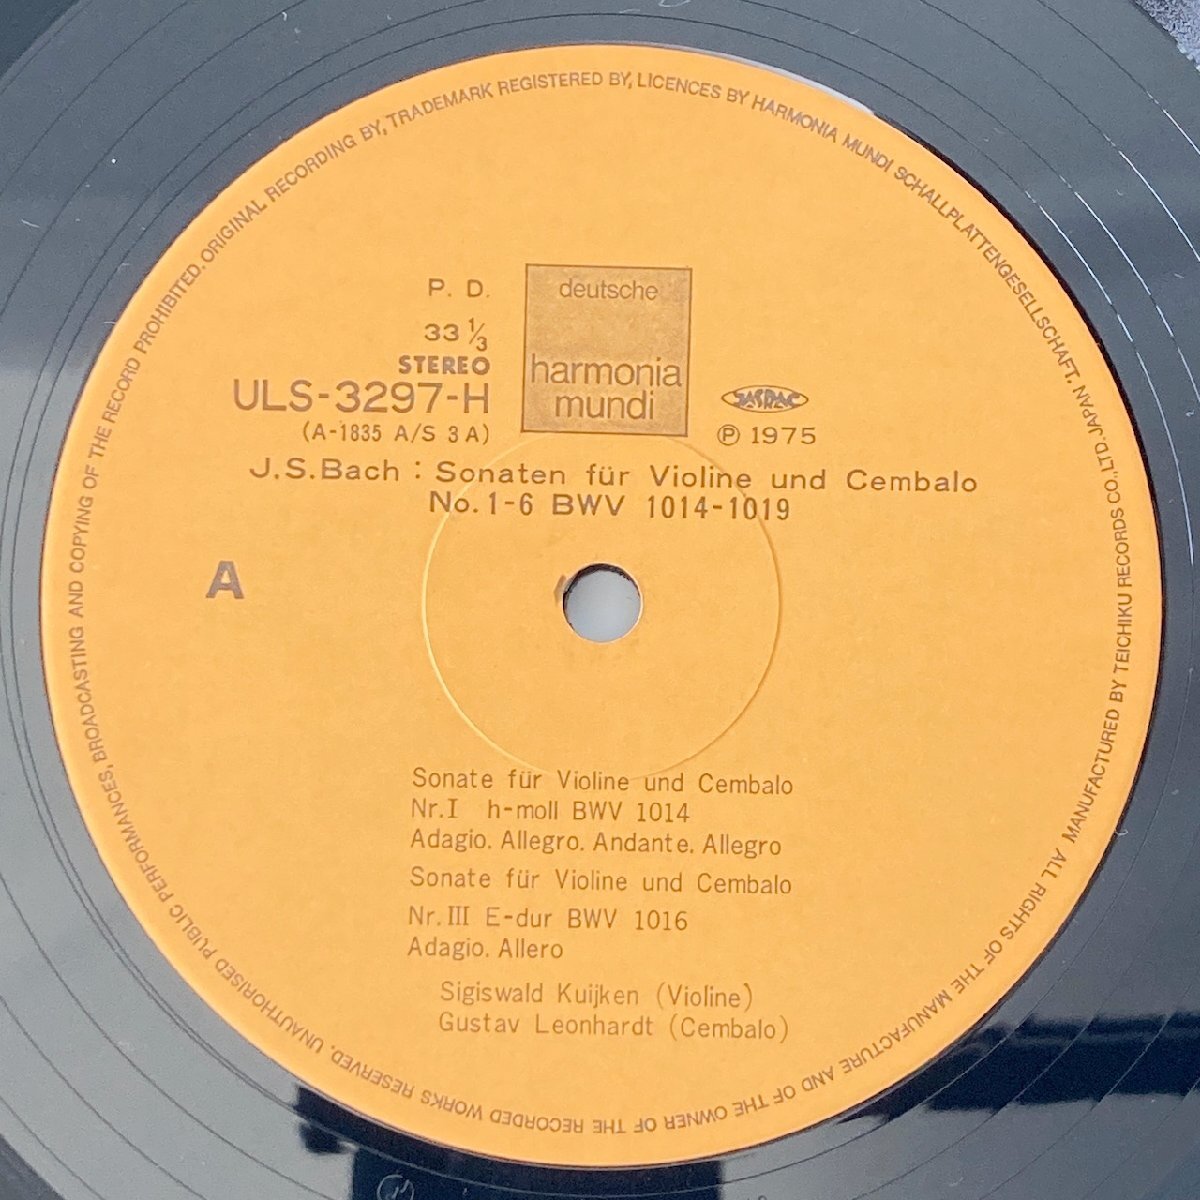 ALL RIGHTS OF THE MANUFACTURE AND OF THE OWNER OF THE RECORDED WORKS RESERVED. UNAUTHORISED PUBLIC PERFORMANCES, BROADCASTING AND COPYING OF THE RECORD PROHIBITED. ORIGINAL RECORDING BY, TRADEMARK REGISTERED BY, LICENCES BY HARMONIA MUNDI SCHALLPLATTENGESELLSCHAFT. MANUFACTURED BY TEICHIKU RECORDS CO., LTD. JAPAN
P. D.
33 1/3
STEREO
ULS-3297-H
(A-1835 A/S 3 A)
deutsche
harmonia
mundi
JASRAC
℗ 1975
J.S.Bach : Sonaten für Violine und Cembalo
No.1-6 BWV 1014-1019
A
Sonate für Violine und Cembalo
Nr.I h-moll BWV 1014
Adagio. Allegro. Andante. Allegro
Sonate für Violine und Cembalo
Nr.III E-dur BWV 1016
Adagio. Allero
Sigiswald Kuijken (Violine)
Gustav Leonhardt (Cembalo)